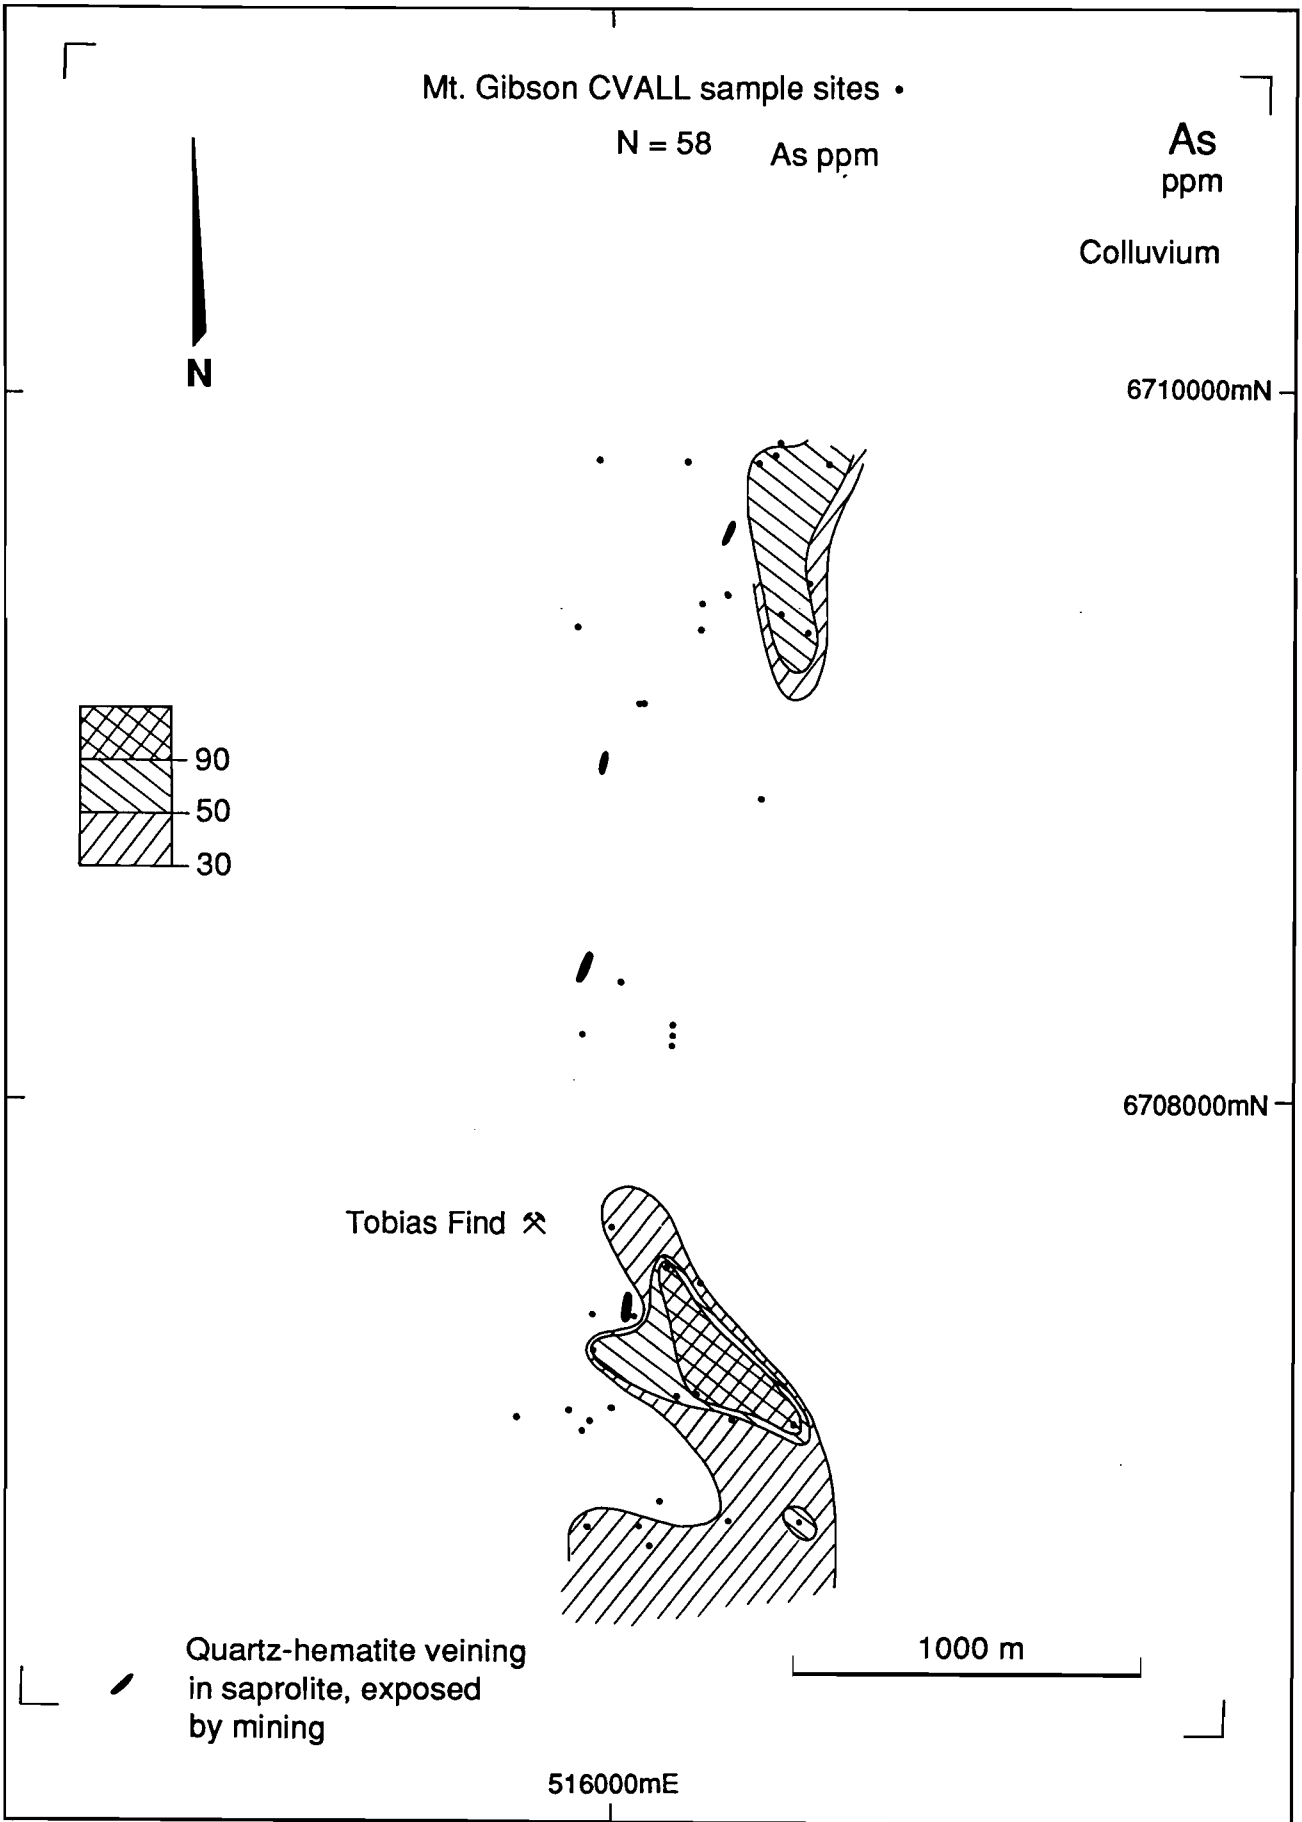 Mt. Gibson CVALL sample sites •
N = 58 As ppm
As
ppm
Colluvium
N
6710000mN
90
50
30
6708000mN
Tobias Find
Quartz-hematite veining
in saprolite, exposed
by mining
1000 m
516000mE